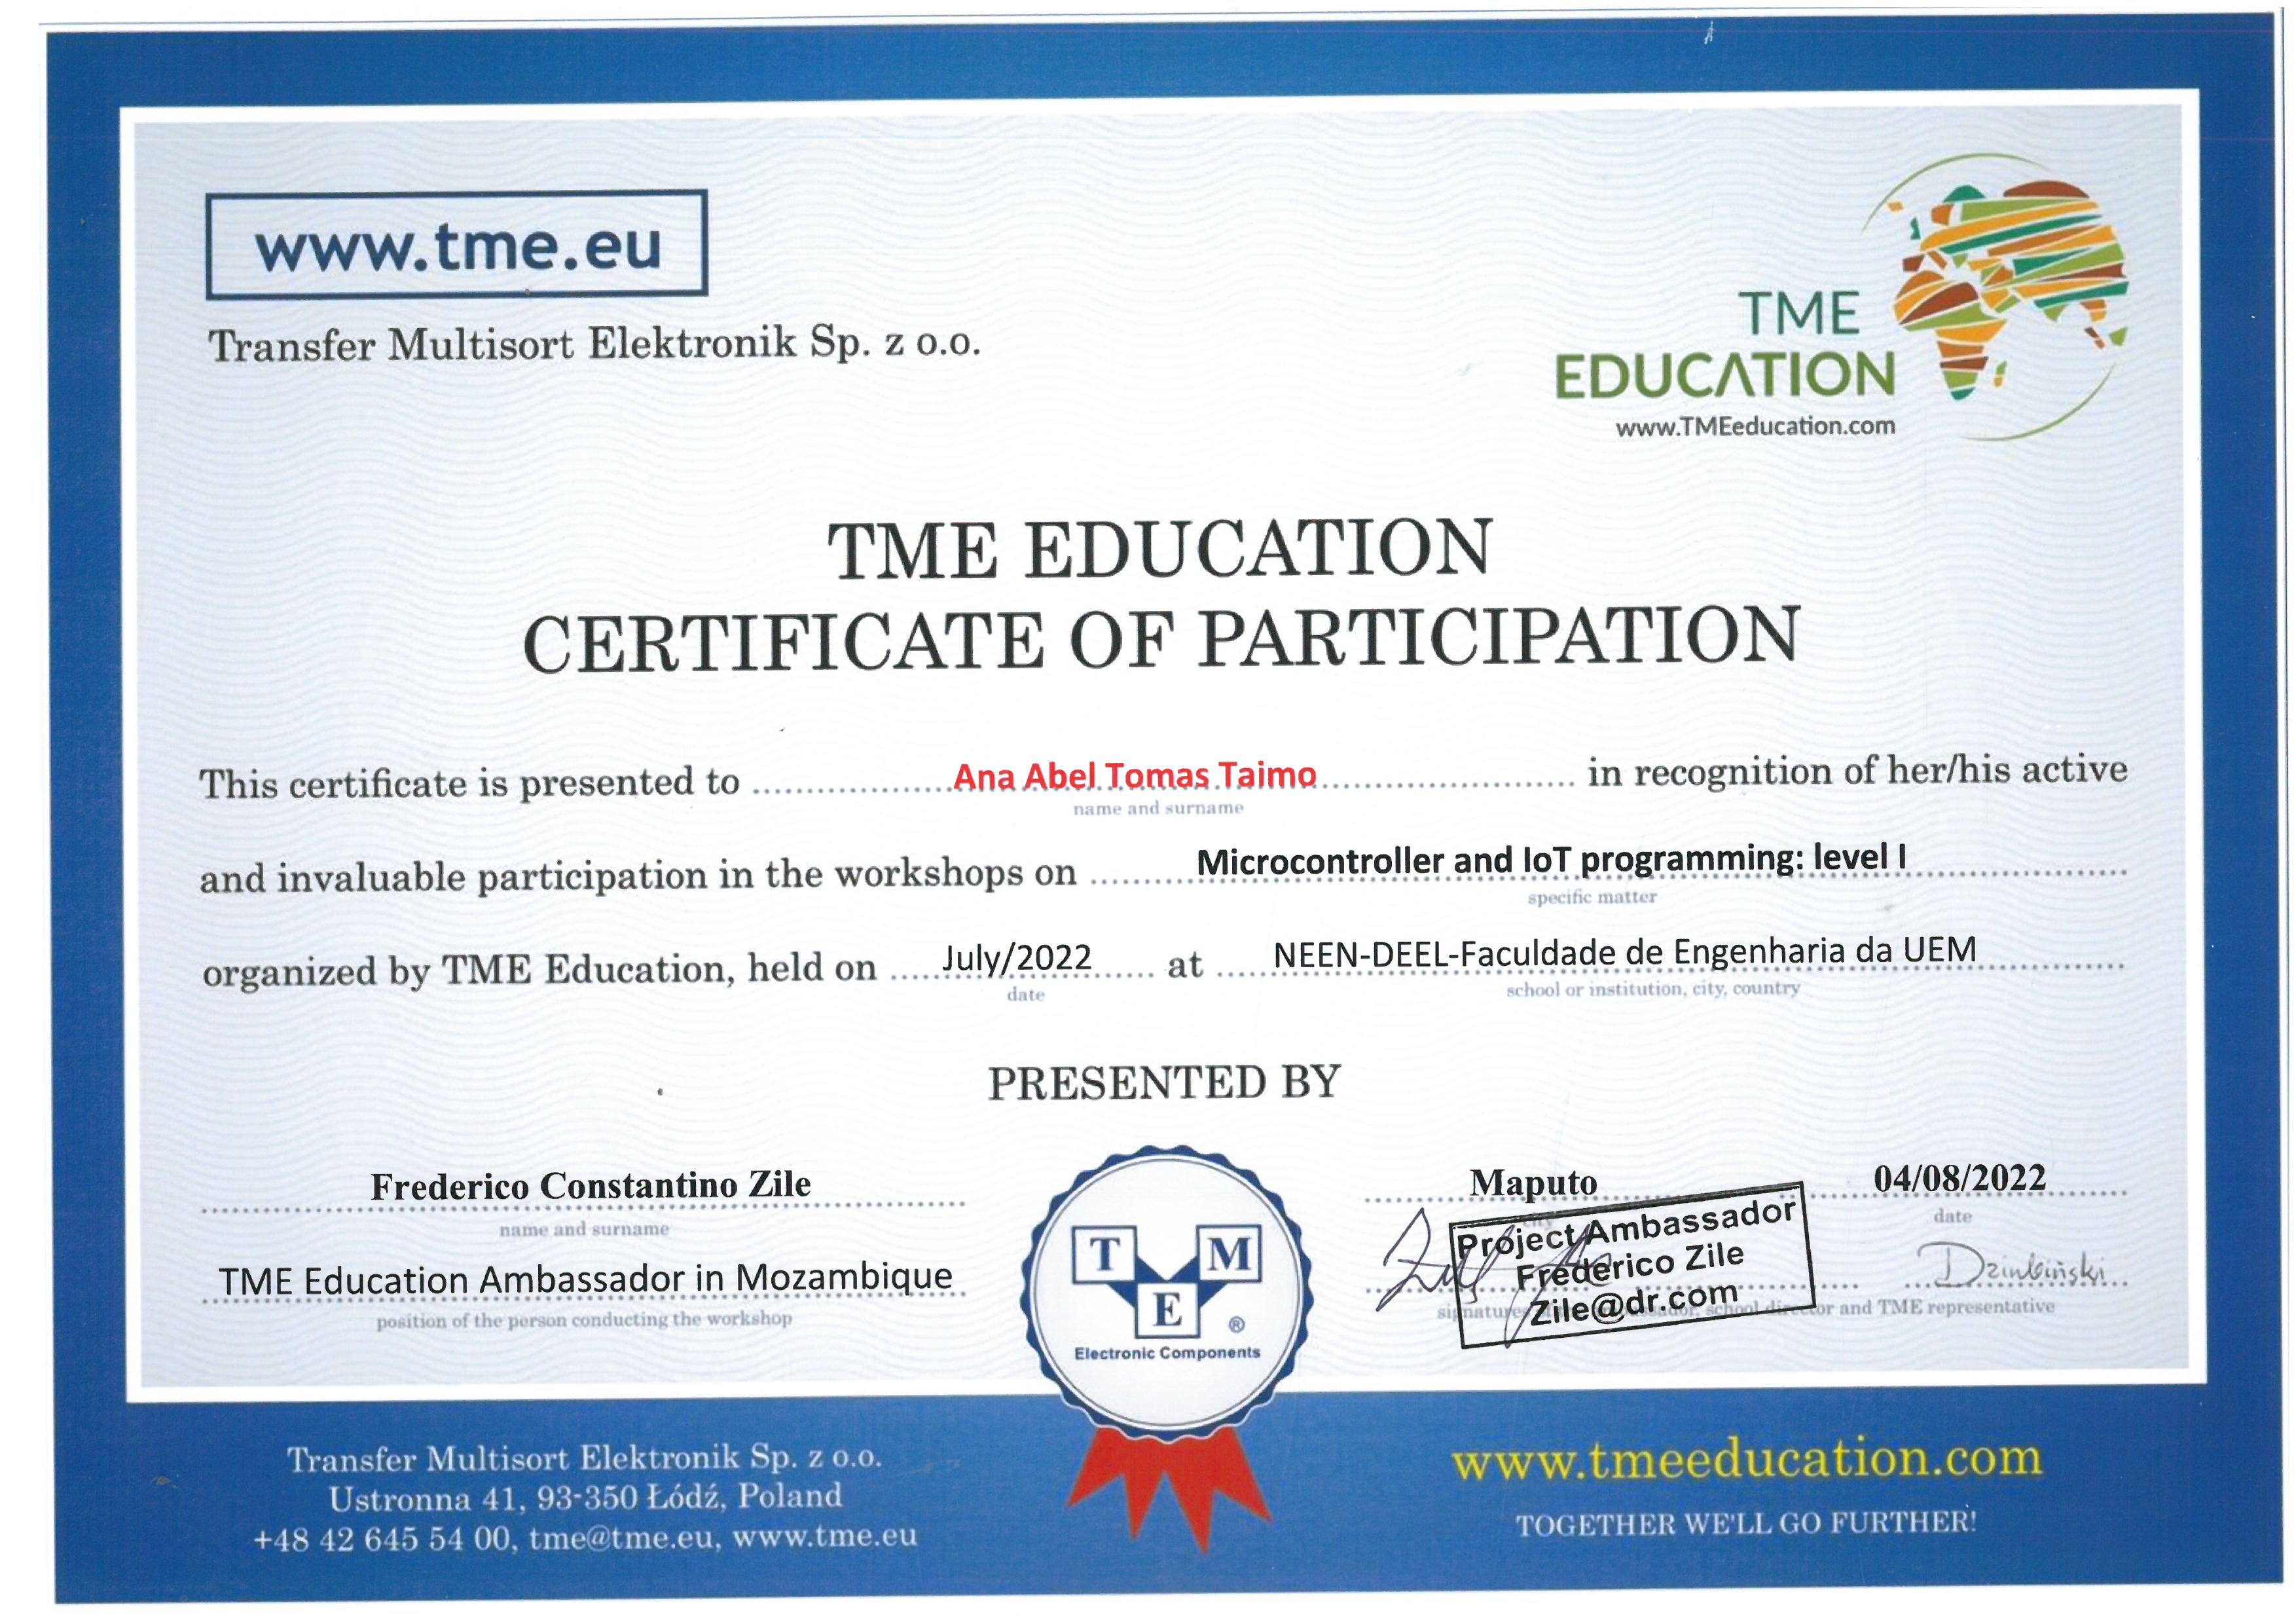 www.tme.eu
Transfer Multisort Elektronik Sp. z o.o.
TME
EDUCATION
www.TMEeducation.com
TME EDUCATION
CERTIFICATE OF PARTICIPATION
This certificate is presented to Ana Abel Tomas Taimo in recognition of her/his active
name and surname
and invaluable participation in the workshops on Microcontroller and IoT programming: level I
specific matter
organized by TME Education, held on July/2022 at NEEN-DEEL-Faculdade de Engenharia da UEM
date school or institution, city, country
PRESENTED BY
Frederico Constantino Zile
name and surname
TME Education Ambassador in Mozambique
position of the person conducting the workshop
T M
E ®
Electronic Components
Maputo 04/08/2022
city date
Project Ambassador
Frederico Zile
Zile@dr.com
Dzinbiński
signatures school director and TME representative
Transfer Multisort Elektronik Sp. z o.o.
Ustronna 41, 93-350 Łódź, Poland
+48 42 645 54 00, tme@tme.eu, www.tme.eu
www.tmeeducation.com
TOGETHER WE'LL GO FURTHER!